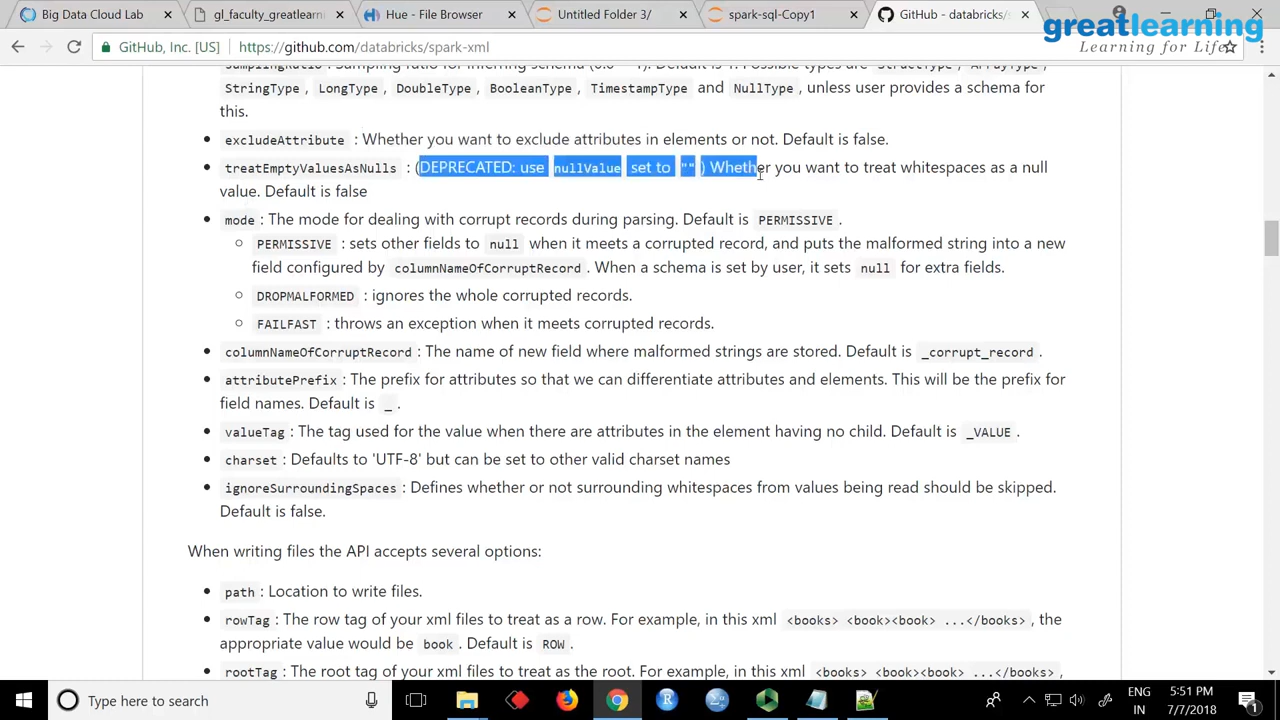 Big Data Cloud Lab
gl_faculty_greatlearni
Hue - File Browser
Untitled Folder 3/
spark-sql-Copy1
GitHub - databricks/s
greatlearning
Learning for Life
GitHub, Inc. [US]
https://github.com/databricks/spark-xml
StringType , LongType , DoubleType , BooleanType , TimestampType and NullType , unless user provides a schema for
this.
excludeAttribute : Whether you want to exclude attributes in elements or not. Default is false.
treatEmptyValuesAsNulls : (DEPRECATED: use nullValue set to "" ) Whether you want to treat whitespaces as a null
value. Default is false
mode : The mode for dealing with corrupt records during parsing. Default is PERMISSIVE .
PERMISSIVE : sets other fields to null when it meets a corrupted record, and puts the malformed string into a new
field configured by columnNameOfCorruptRecord . When a schema is set by user, it sets null for extra fields.
DROPMALFORMED : ignores the whole corrupted records.
FAILFAST : throws an exception when it meets corrupted records.
columnNameOfCorruptRecord : The name of new field where malformed strings are stored. Default is _corrupt_record .
attributePrefix : The prefix for attributes so that we can differentiate attributes and elements. This will be the prefix for
field names. Default is _ .
valueTag : The tag used for the value when there are attributes in the element having no child. Default is _VALUE .
charset : Defaults to 'UTF-8' but can be set to other valid charset names
ignoreSurroundingSpaces : Defines whether or not surrounding whitespaces from values being read should be skipped.
Default is false.
When writing files the API accepts several options:
path : Location to write files.
rowTag : The row tag of your xml files to treat as a row. For example, in this xml <books> <book><book> ...</books> , the
appropriate value would be book . Default is ROW .
rootTag : The root tag of your xml files to treat as the root. For example, in this xml <books> <book><book> ...</books> ,
Type here to search
ENG
IN
5:51 PM
7/7/2018
1